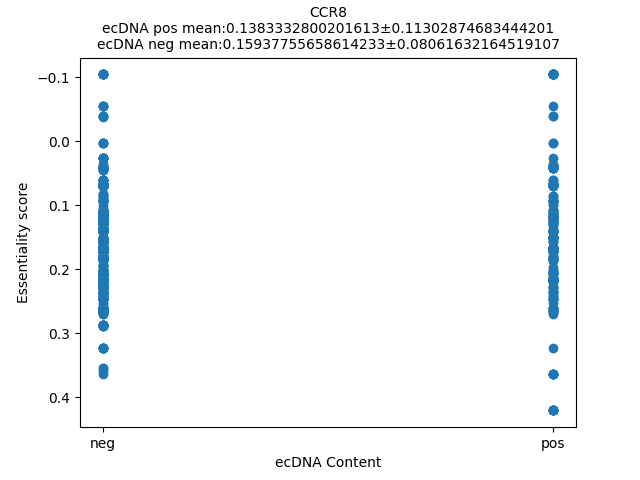 CCR8
ecDNA pos mean:0.1383332800201613±0.11302874683444201
ecDNA neg mean:0.15937755658614233±0.08061632164519107
−0.1
0.0
0.1
0.2
0.3
0.4
Essentiality score
neg
pos
ecDNA Content